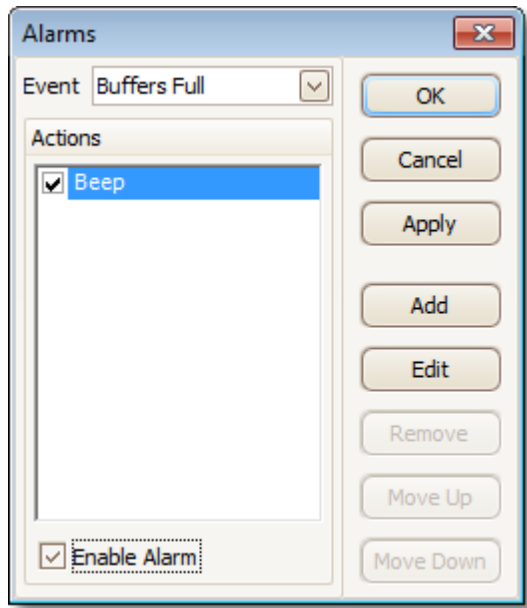 Alarms
Event Buffers Full
OK
Actions
Cancel
Beep
Apply
Add
Edit
Remove
Move Up
Enable Alarm
Move Down